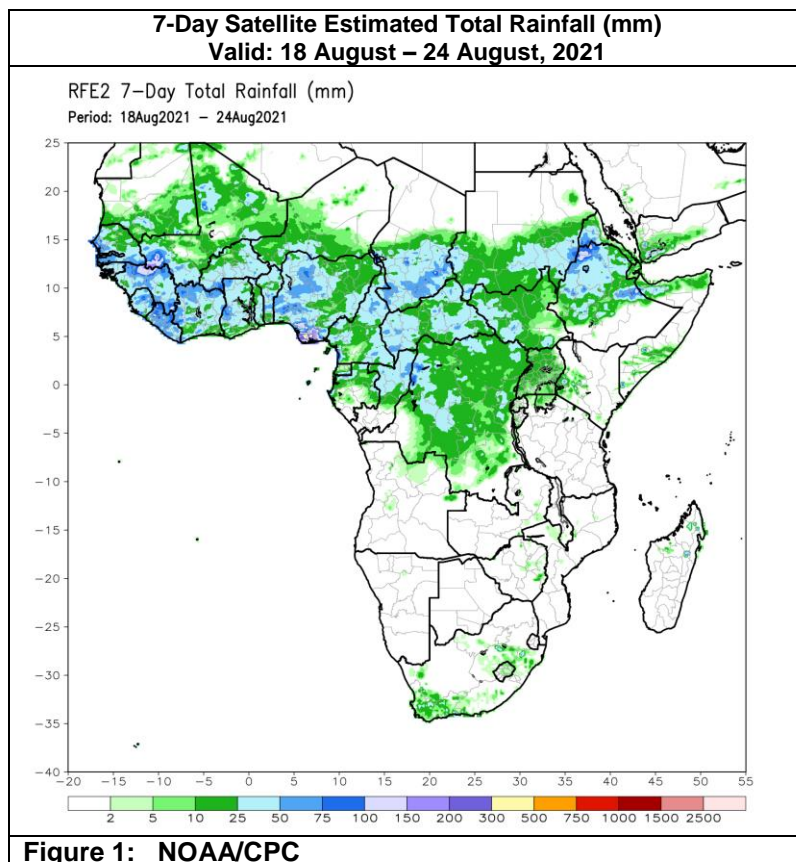 7-Day Satellite Estimated Total Rainfall (mm)
Valid: 18 August – 24 August, 2021
RFE2 7-Day Total Rainfall (mm)
Period: 18Aug2021 – 24Aug2021
25
20
15
10
5
0
-5
-10
-15
-20
-25
-30
-35
-40
-20 -15 -10 -5 0 5 10 15 20 25 30 35 40 45 50 55
2 5 10 25 50 75 100 150 200 300 500 750 1000 1500 2500
Figure 1: NOAA/CPC